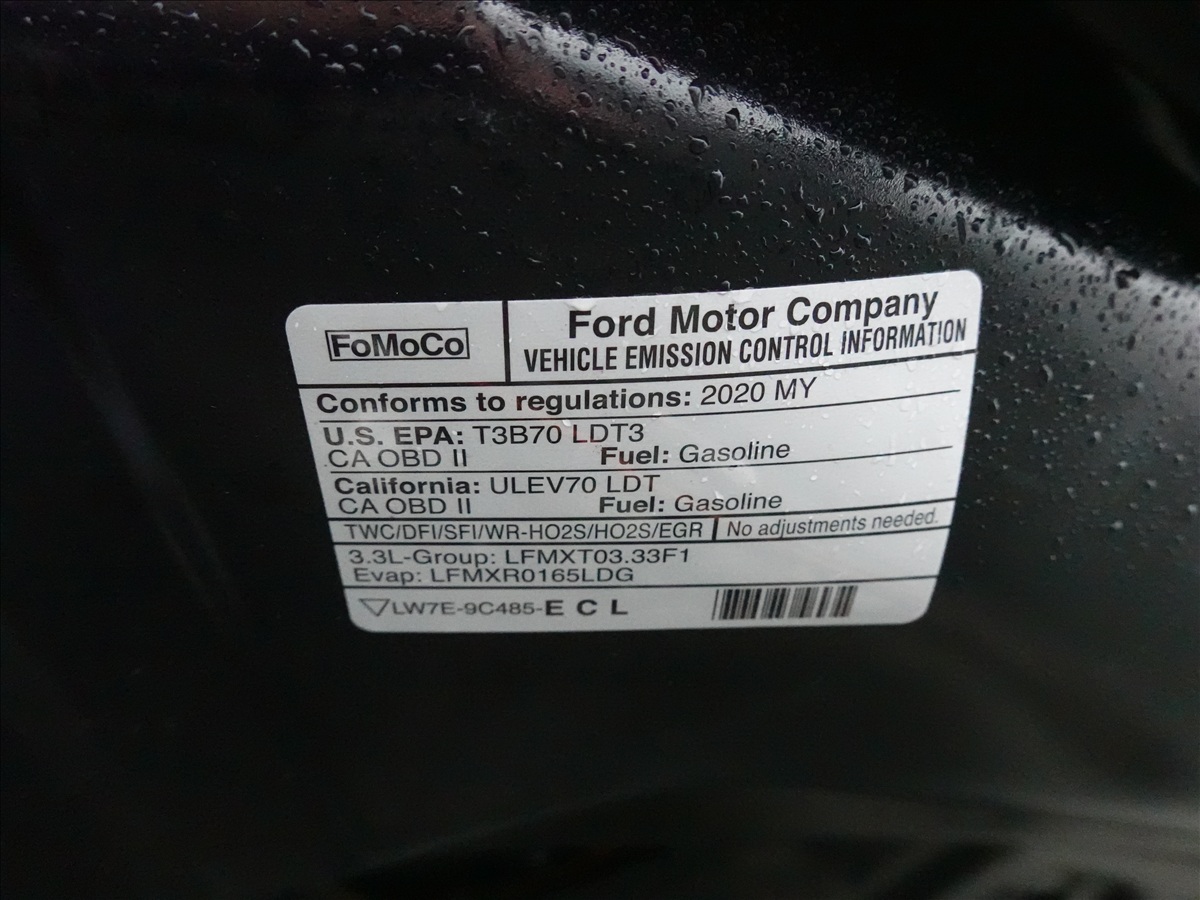 FoMoCo
Ford Motor Company
VEHICLE EMISSION CONTROL INFORMATION
Conforms to regulations: 2020 MY
U.S. EPA: T3B70 LDT3
CA OBD II Fuel: Gasoline
California: ULEV70 LDT
CA OBD II Fuel: Gasoline
TWC/DFI/SFI/WR-HO2S/HO2S/EGR No adjustments needed.
3.3L-Group: LFMXT03.33F1
Evap: LFMXR0165LDG
LW7E-9C485-E C L